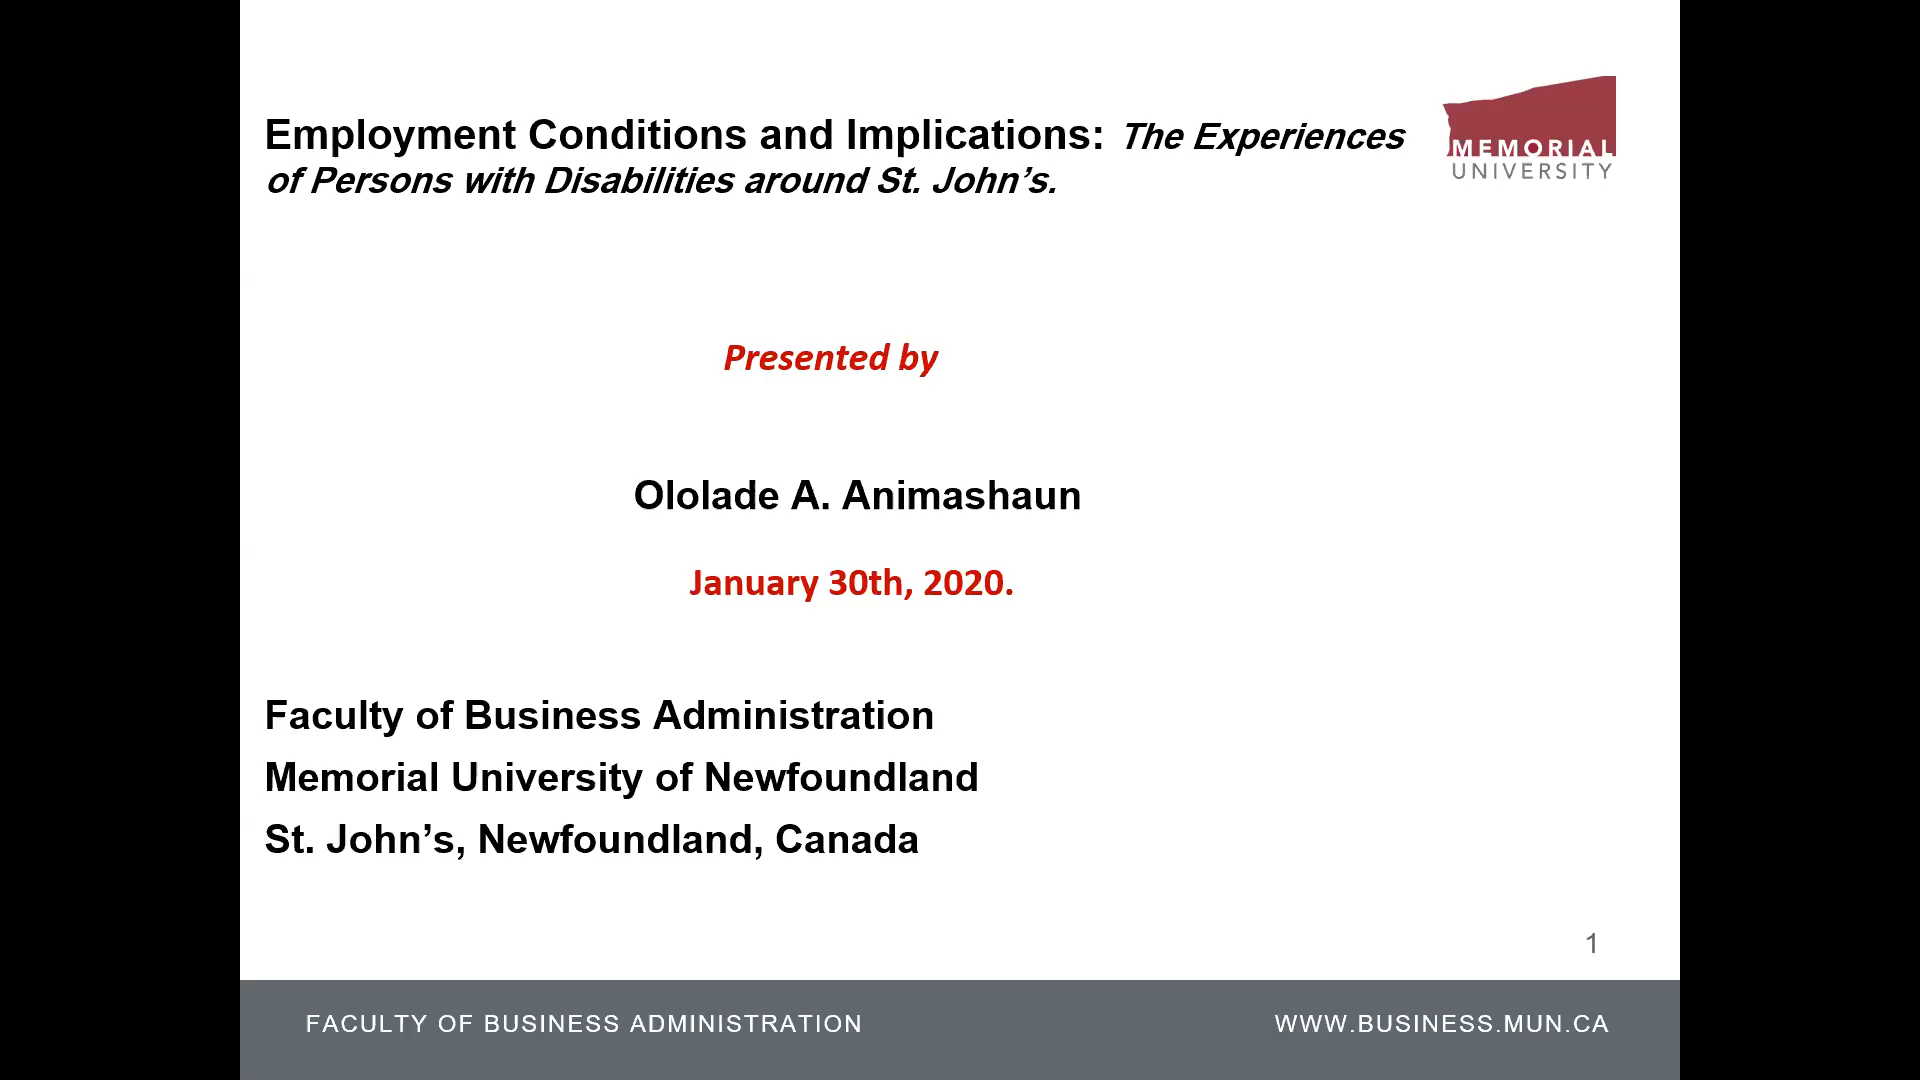 Employment Conditions and Implications: The Experiences
of Persons with Disabilities around St. John’s.
MEMORIAL
UNIVERSITY
Presented by
Ololade A. Animashaun
January 30th, 2020.
Faculty of Business Administration
Memorial University of Newfoundland
St. John’s, Newfoundland, Canada
1
FACULTY OF BUSINESS ADMINISTRATION
WWW.BUSINESS.MUN.CA